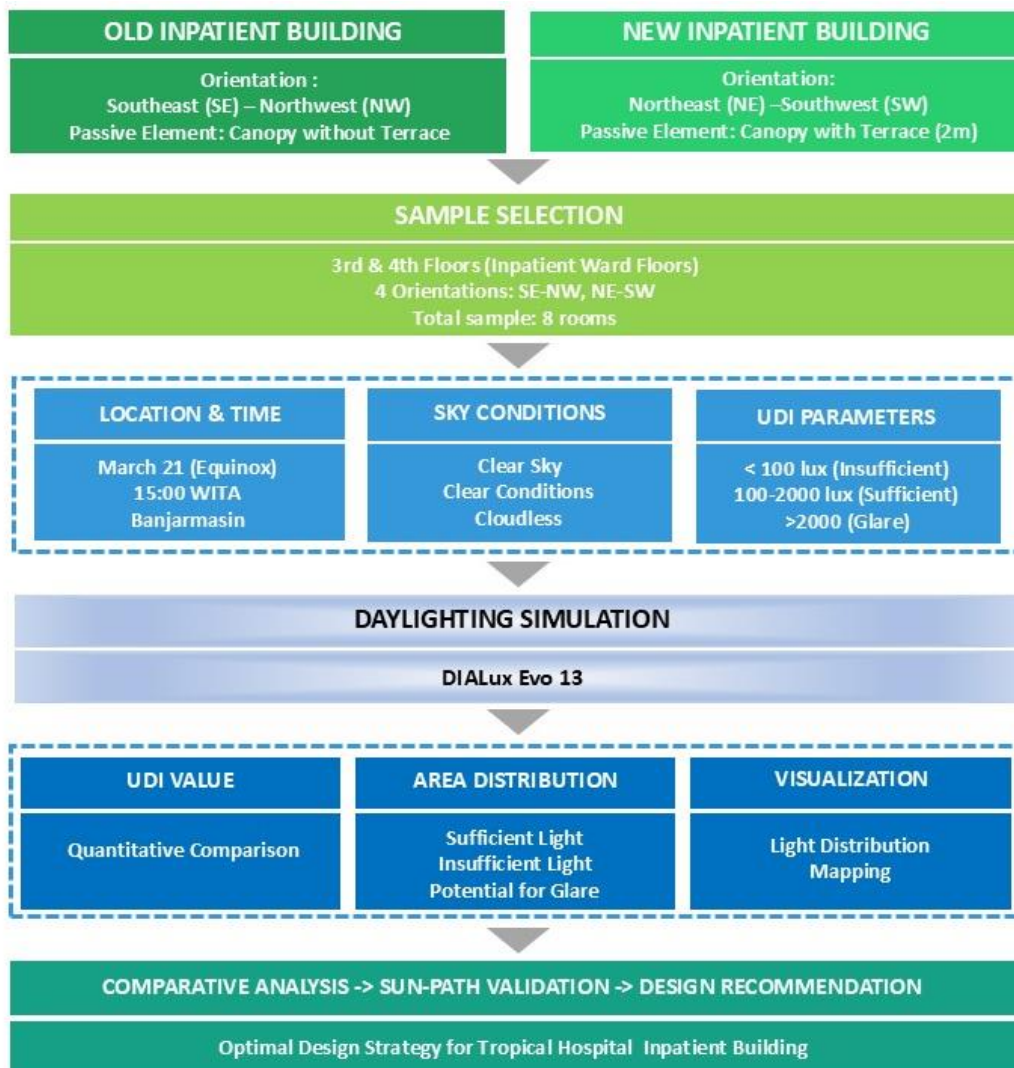 OLD INPATIENT BUILDING
Orientation :
Southeast (SE) – Northwest (NW)
Passive Element: Canopy without Terrace
NEW INPATIENT BUILDING
Orientation:
Northeast (NE) –Southwest (SW)
Passive Element: Canopy with Terrace (2m)
SAMPLE SELECTION
3rd & 4th Floors (Inpatient Ward Floors)
4 Orientations: SE-NW, NE-SW
Total sample: 8 rooms
LOCATION & TIME
March 21 (Equinox)
15:00 WITA
Banjarmasin
SKY CONDITIONS
Clear Sky
Clear Conditions
Cloudless
UDI PARAMETERS
< 100 lux (Insufficient)
100-2000 lux (Sufficient)
>2000 (Glare)
DAYLIGHTING SIMULATION
DIALux Evo 13
UDI VALUE
Quantitative Comparison
AREA DISTRIBUTION
Sufficient Light
Insufficient Light
Potential for Glare
VISUALIZATION
Light Distribution
Mapping
COMPARATIVE ANALYSIS -> SUN-PATH VALIDATION -> DESIGN RECOMMENDATION
Optimal Design Strategy for Tropical Hospital Inpatient Building